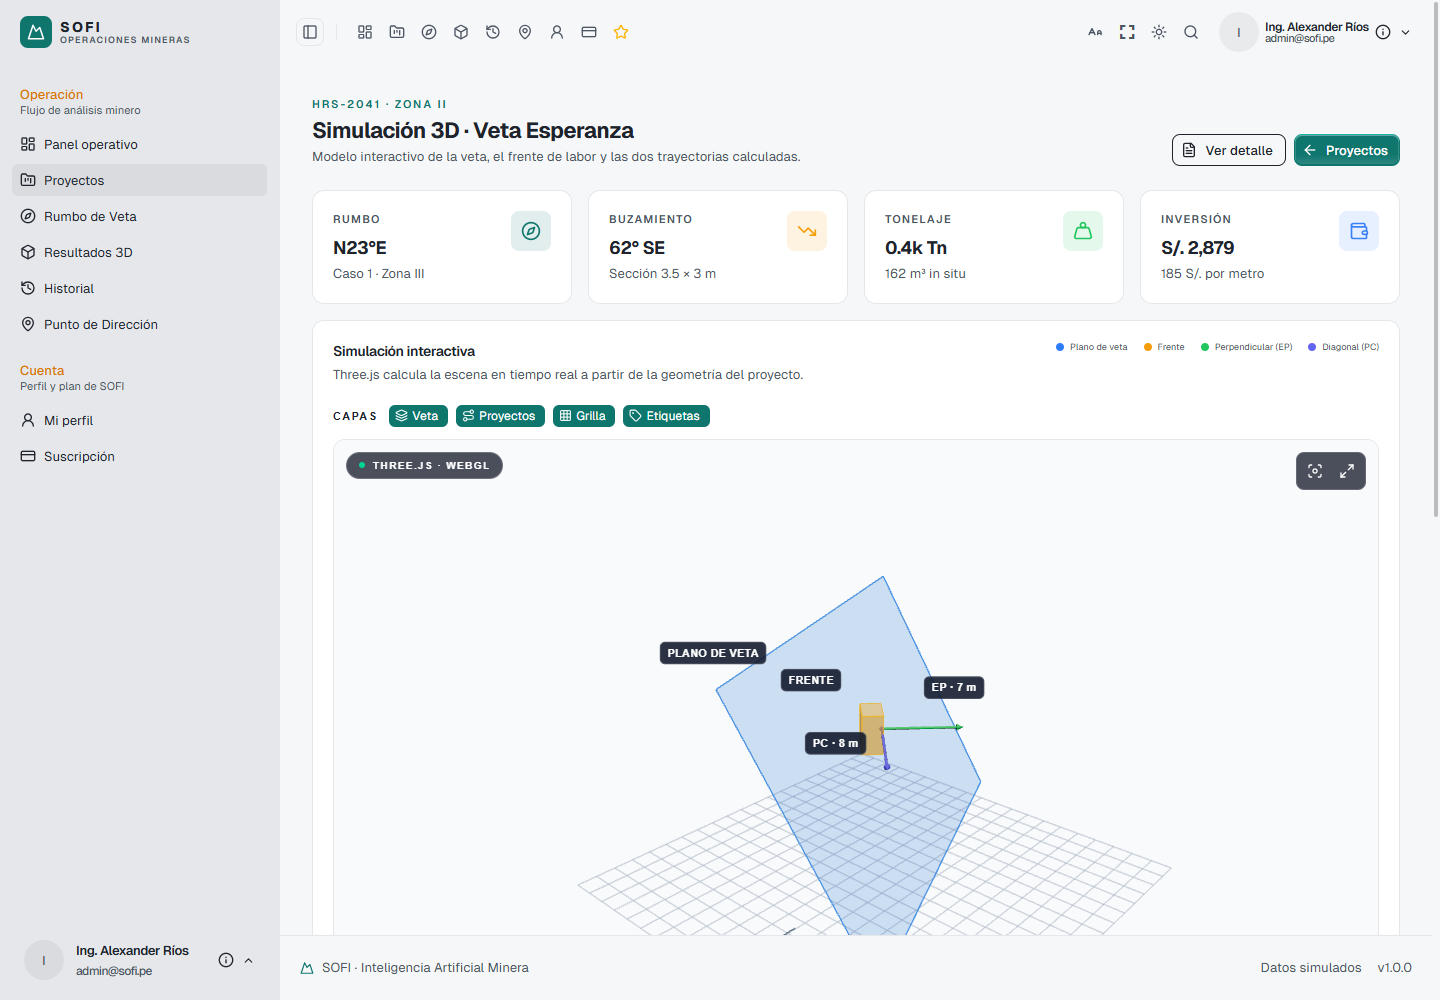 SOFI
OPERACIONES MINERAS
Operación
Flujo de análisis minero
Panel operativo
Proyectos
Rumbo de Veta
Resultados 3D
Historial
Punto de Dirección
Cuenta
Perfil y plan de SOFI
Mi perfil
Suscripción
I
Ing. Alexander Ríos
admin@sofi.pe
I
Ing. Alexander Ríos
admin@sofi.pe
HRS-2041 · ZONA II
Simulación 3D · Veta Esperanza
Modelo interactivo de la veta, el frente de labor y las dos trayectorias calculadas.
Ver detalle
Proyectos
RUMBO
N23°E
Caso 1 · Zona III
BUZAMIENTO
62° SE
Sección 3.5 × 3 m
TONELAJE
0.4k Tn
162 m³ in situ
INVERSIÓN
S/. 2,879
185 S/. por metro
Simulación interactiva
Three.js calcula la escena en tiempo real a partir de la geometría del proyecto.
Plano de veta
Frente
Perpendicular (EP)
Diagonal (PC)
CAPAS
Veta
Proyectos
Grilla
Etiquetas
THREE.JS · WEBGL
PLANO DE VETA
FRENTE
EP · 7 m
PC · 8 m
SOFI · Inteligencia Artificial Minera
Datos simulados
v1.0.0